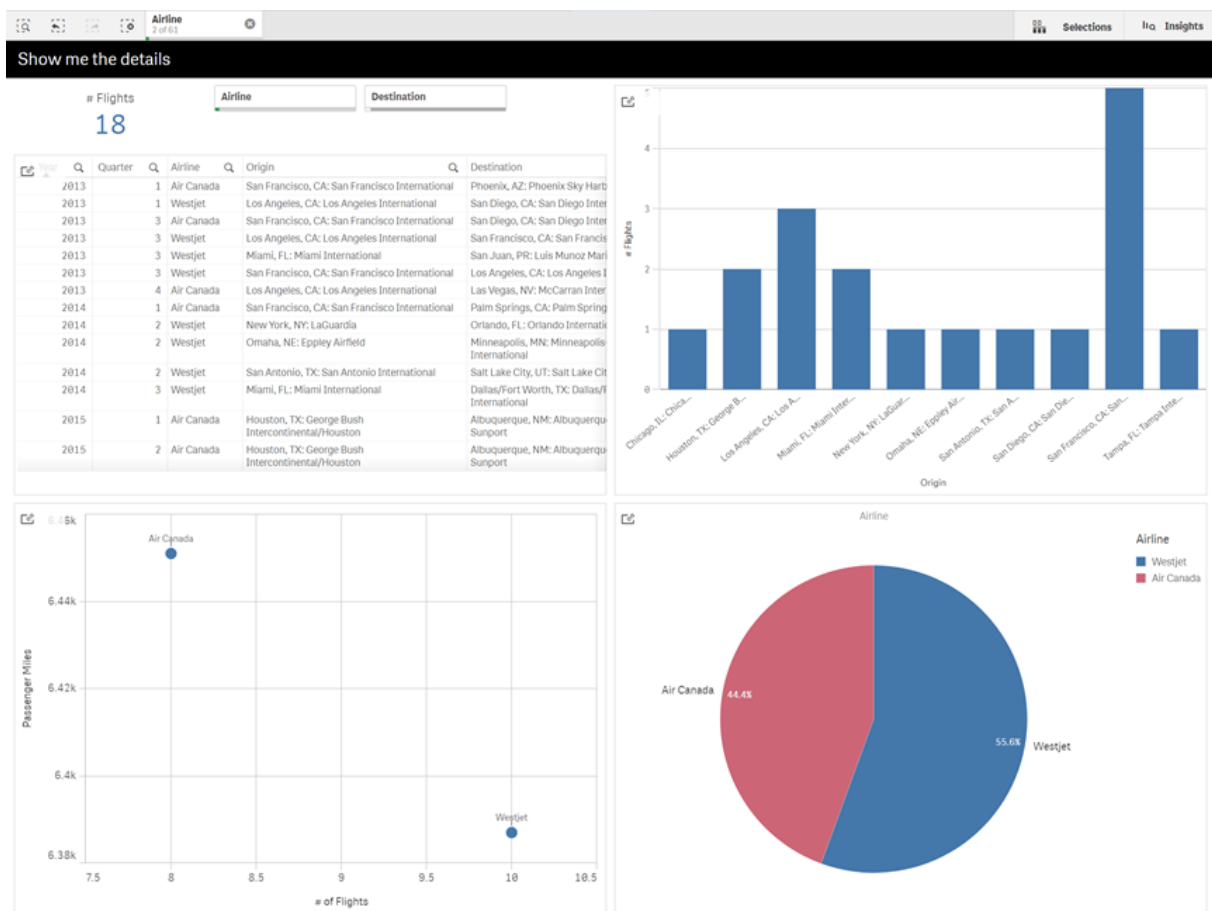 Airline
2 of 61
Selections
Insights
Show me the details
# Flights
18
Airline
Destination
Year Quarter Airline Origin Destination
2013 1 Air Canada San Francisco, CA: San Francisco International Phoenix, AZ: Phoenix Sky Harb
2013 1 Westjet Los Angeles, CA: Los Angeles International San Diego, CA: San Diego Inter
2013 3 Air Canada San Francisco, CA: San Francisco International San Diego, CA: San Diego Inter
2013 3 Westjet Los Angeles, CA: Los Angeles International San Francisco, CA: San Francis
2013 3 Westjet Miami, FL: Miami International San Juan, PR: Luis Munoz Mari
2013 3 Westjet San Francisco, CA: San Francisco International Los Angeles, CA: Los Angeles I
2013 4 Air Canada Los Angeles, CA: Los Angeles International Las Vegas, NV: McCarran Inter
2014 1 Air Canada San Francisco, CA: San Francisco International Palm Springs, CA: Palm Spring
2014 2 Westjet New York, NY: LaGuardia Orlando, FL: Orlando Internati
2014 2 Westjet Omaha, NE: Eppley Airfield Minneapolis, MN: Minneapolis-
International
2014 2 Westjet San Antonio, TX: San Antonio International Salt Lake City, UT: Salt Lake Cit
2014 3 Westjet Miami, FL: Miami International Dallas/Fort Worth, TX: Dallas/F
International
2015 1 Air Canada Houston, TX: George Bush Albuquerque, NM: Albuquerqu
Intercontinental/Houston Sunport
2015 2 Air Canada Houston, TX: George Bush Albuquerque, NM: Albuquerqu
Intercontinental/Houston Sunport
5
4
3
2
1
0
# Flights
Chicago, IL: Chica...
Houston, TX: George B...
Los Angeles, CA: Los A...
Miami, FL: Miami Inter...
New York, NY: LaGuar...
Omaha, NE: Eppley Air...
San Antonio, TX: San A...
San Diego, CA: San Die...
San Francisco, CA: San...
Tampa, FL: Tampa Inte...
Origin
6.46k
6.44k
6.42k
6.4k
6.38k
Passenger Miles
Air Canada
Westjet
7.5 8 8.5 9 9.5 10 10.5
# of Flights
Airline
Airline
Westjet
Air Canada
Air Canada
44.4%
55.6%
Westjet